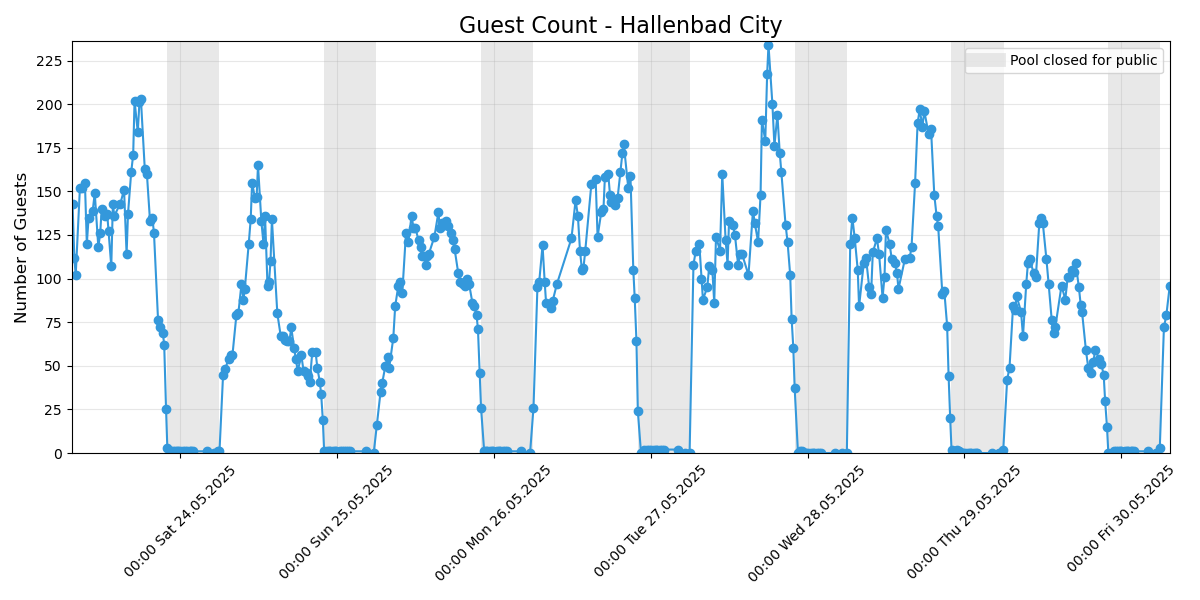 Guest Count - Hallenbad City
Pool closed for public
Number of Guests
225
200
175
150
125
100
75
50
25
0
00:00 Sat 24.05.2025
00:00 Sun 25.05.2025
00:00 Mon 26.05.2025
00:00 Tue 27.05.2025
00:00 Wed 28.05.2025
00:00 Thu 29.05.2025
00:00 Fri 30.05.2025